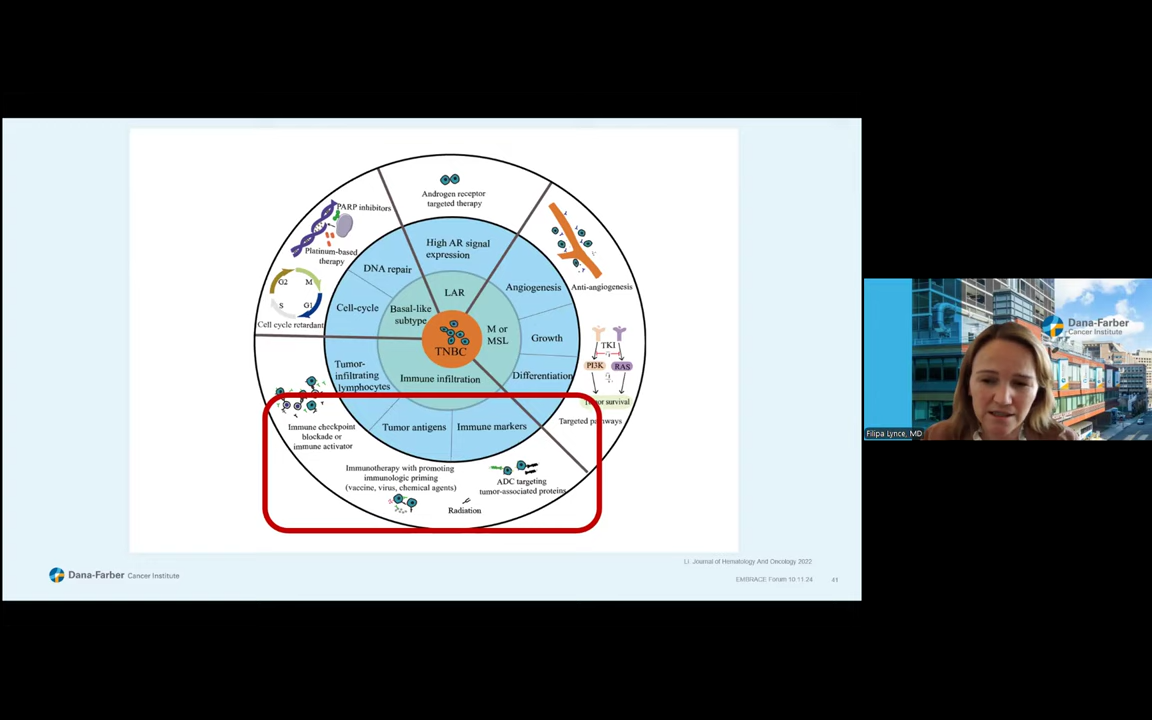 Androgen receptor
targeted therapy
PARP inhibitors
Platinum-based
therapy
G2
M
S
G1
Cell cycle retardant
High AR signal
expression
DNA repair
Cell-cycle
LAR
Basal-like
subtype
TNBC
M or
MSL
Angiogenesis
Growth
Differentiation
Anti-angiogenesis
TKI
PI3K
RAS
Tumor survival
Targeted pathways
Tumor-
infiltrating
lymphocytes
Immune infiltration
Tumor antigens
Immune markers
Immune checkpoint
blockade or
immune activator
Immunotherapy with promoting
immunologic priming
(vaccine, virus, chemical agents)
Radiation
ADC targeting
tumor-associated proteins
Li Journal of Hematology And Oncology 2022
Dana-Farber Cancer Institute
EMBRACE Forum 10.11.24
41
Dana-Farber
Cancer Institute
Filipa Lynce, MD